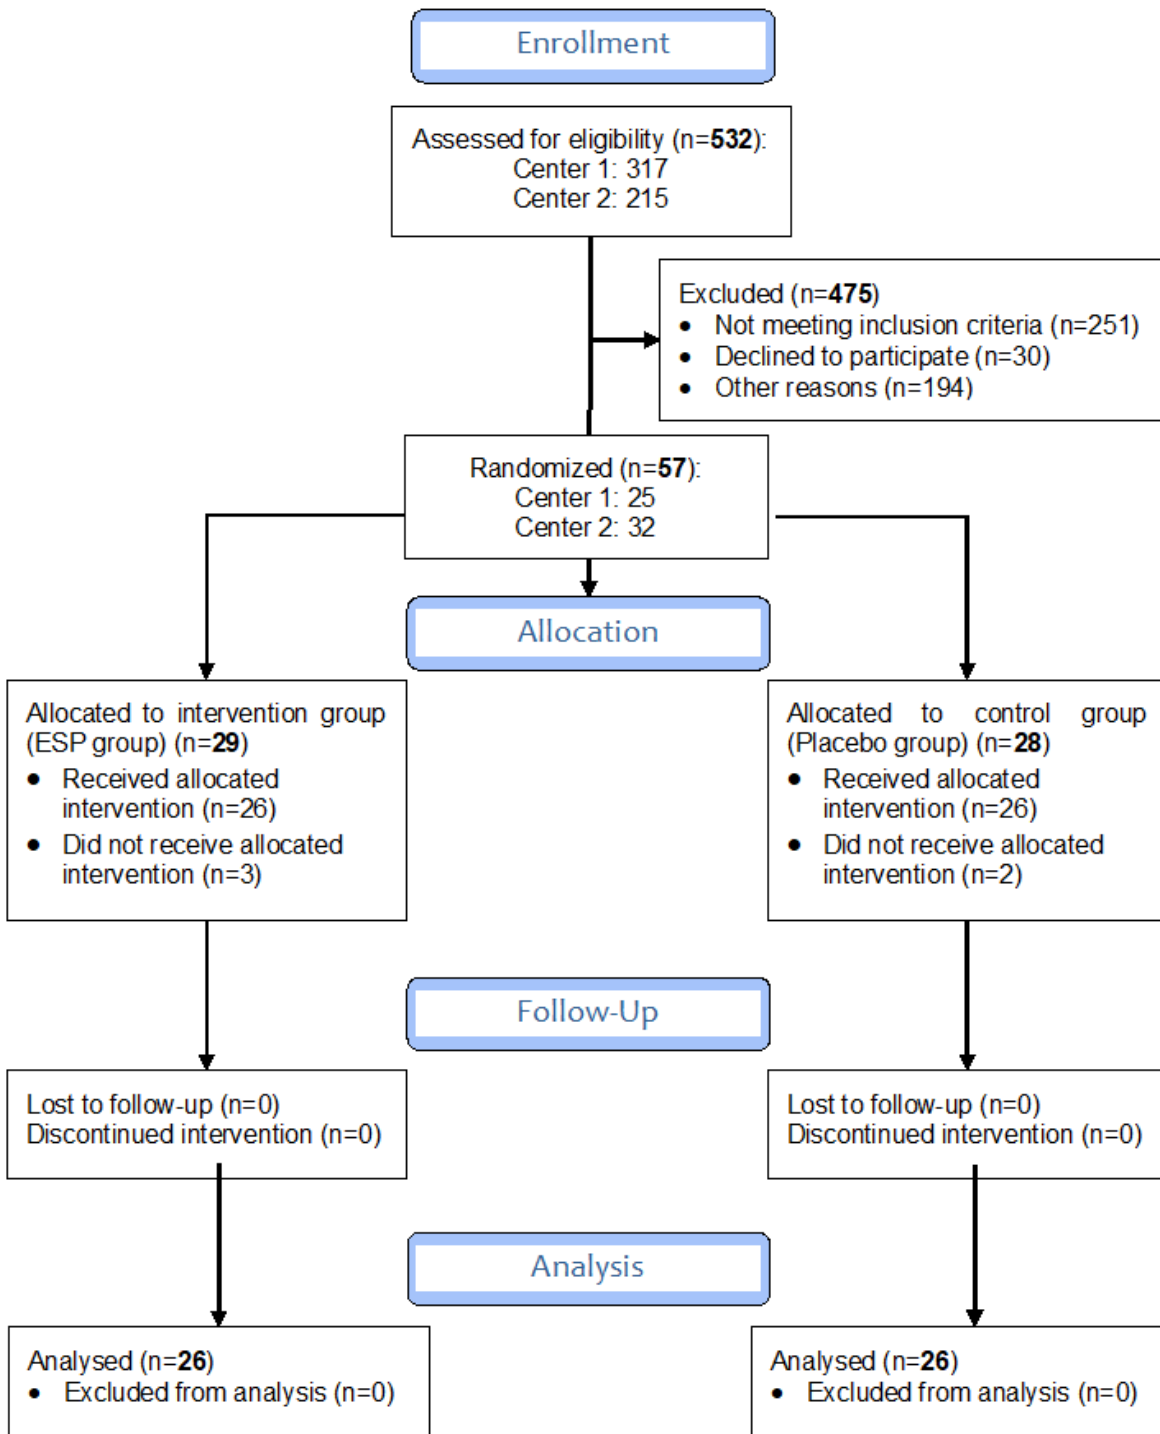 Enrollment
Assessed for eligibility (n=532):
Center 1: 317
Center 2: 215
Excluded (n=475)
• Not meeting inclusion criteria (n=251)
• Declined to participate (n=30)
• Other reasons (n=194)
Randomized (n=57):
Center 1: 25
Center 2: 32
Allocation
Allocated to intervention group
(ESP group) (n=29)
• Received allocated
intervention (n=26)
• Did not receive allocated
intervention (n=3)
Allocated to control group
(Placebo group) (n=28)
• Received allocated
intervention (n=26)
• Did not receive allocated
intervention (n=2)
Follow-Up
Lost to follow-up (n=0)
Discontinued intervention (n=0)
Lost to follow-up (n=0)
Discontinued intervention (n=0)
Analysis
Analysed (n=26)
• Excluded from analysis (n=0)
Analysed (n=26)
• Excluded from analysis (n=0)